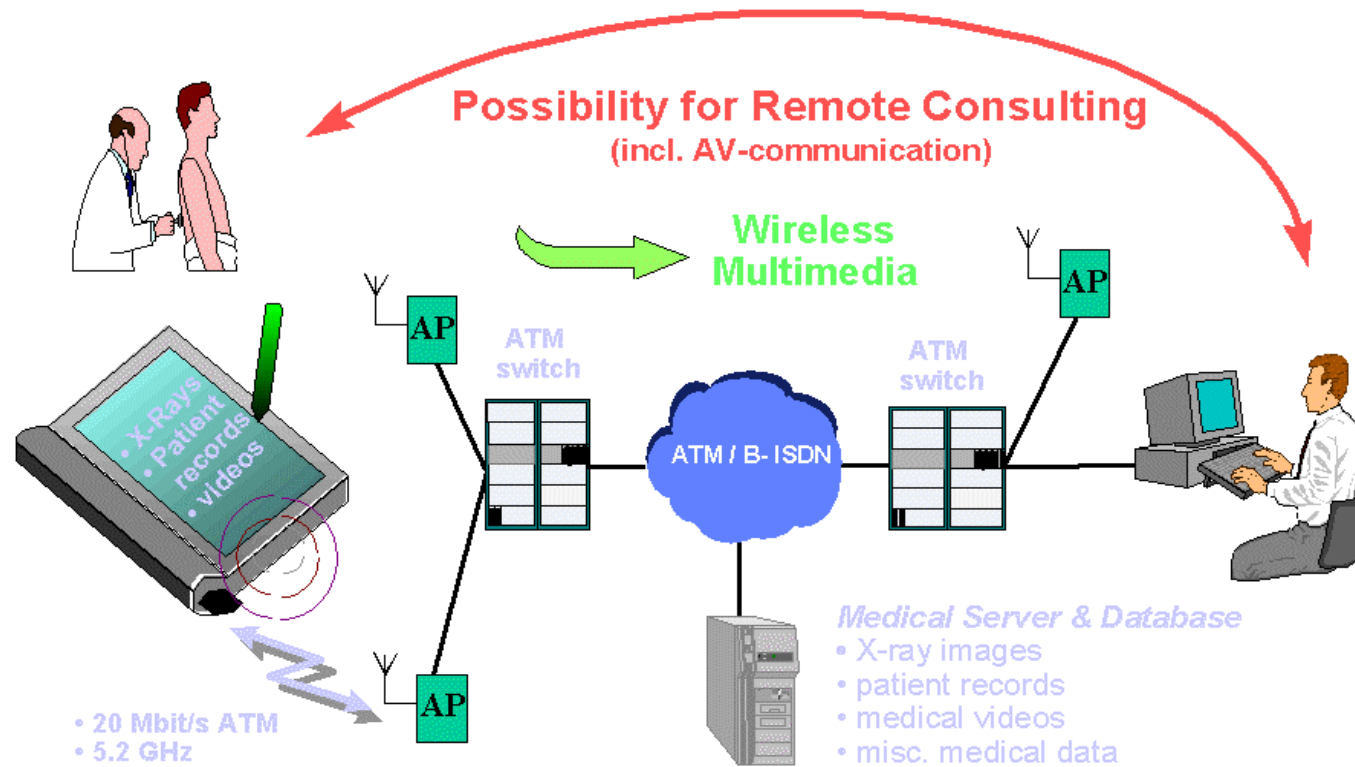 Possibility for Remote Consulting
(incl. AV-communication)
Wireless
Multimedia
AP
AP
ATM
switch
ATM
switch
• X-Rays
• Patient
records
• videos
ATM / B- ISDN
AP
• 20 Mbit/s ATM
• 5.2 GHz
Medical Server & Database
• X-ray images
• patient records
• medical videos
• misc. medical data